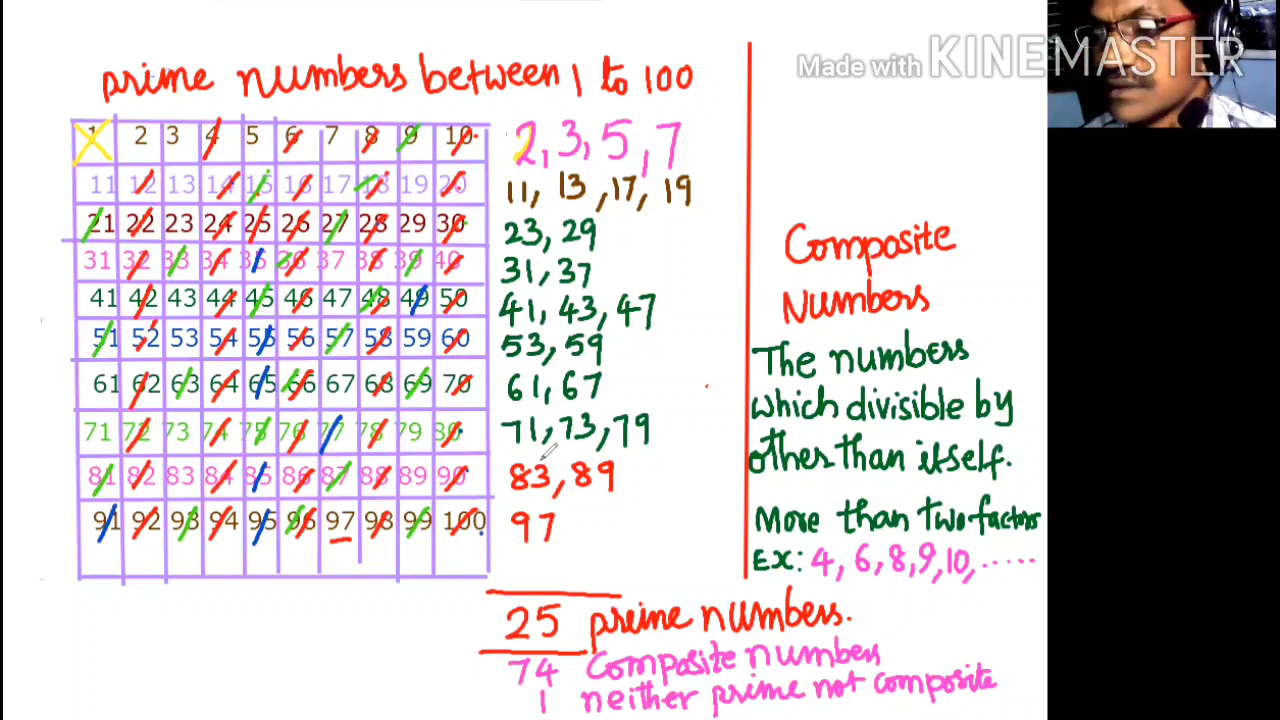 Made with KINEMASTER
prime numbers between 1 to 100
1 2 3 4 5 6 7 8 9 10
11 12 13 14 15 16 17 18 19 20
21 22 23 24 25 26 27 28 29 30
31 32 33 34 35 36 37 38 39 40
41 42 43 44 45 46 47 48 49 50
51 52 53 54 55 56 57 58 59 60
61 62 63 64 65 66 67 68 69 70
71 72 73 74 75 76 77 78 79 80
81 82 83 84 85 86 87 88 89 90
91 92 93 94 95 96 97 98 99 100
2, 3, 5, 7
11, 13, 17, 19
23, 29
31, 37
41, 43, 47
53, 59
61, 67
71, 73, 79
83, 89
97
25 preime numbers.
74 Composite numbers
1 neither prime not composite
Composite
Numbers
The numbers
which divisible by
other than itself.
More than two factors
Ex: 4, 6, 8, 9, 10, ......